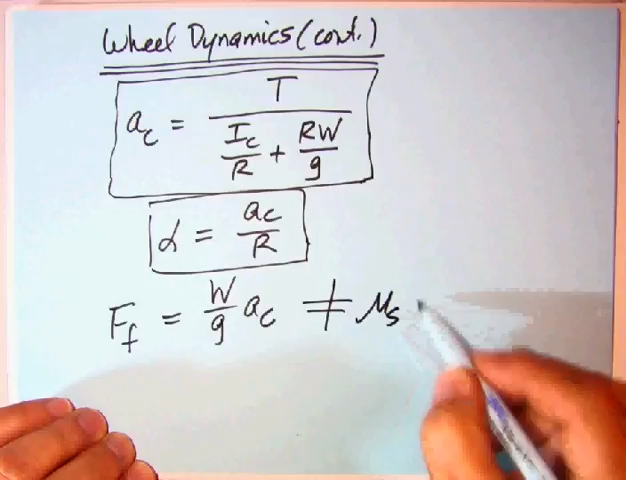 Wheel Dynamics (cont.)
a_c = T / (I_c/R + RW/g)
α = a_c/R
F_f = W/g a_c ≠ μ_s